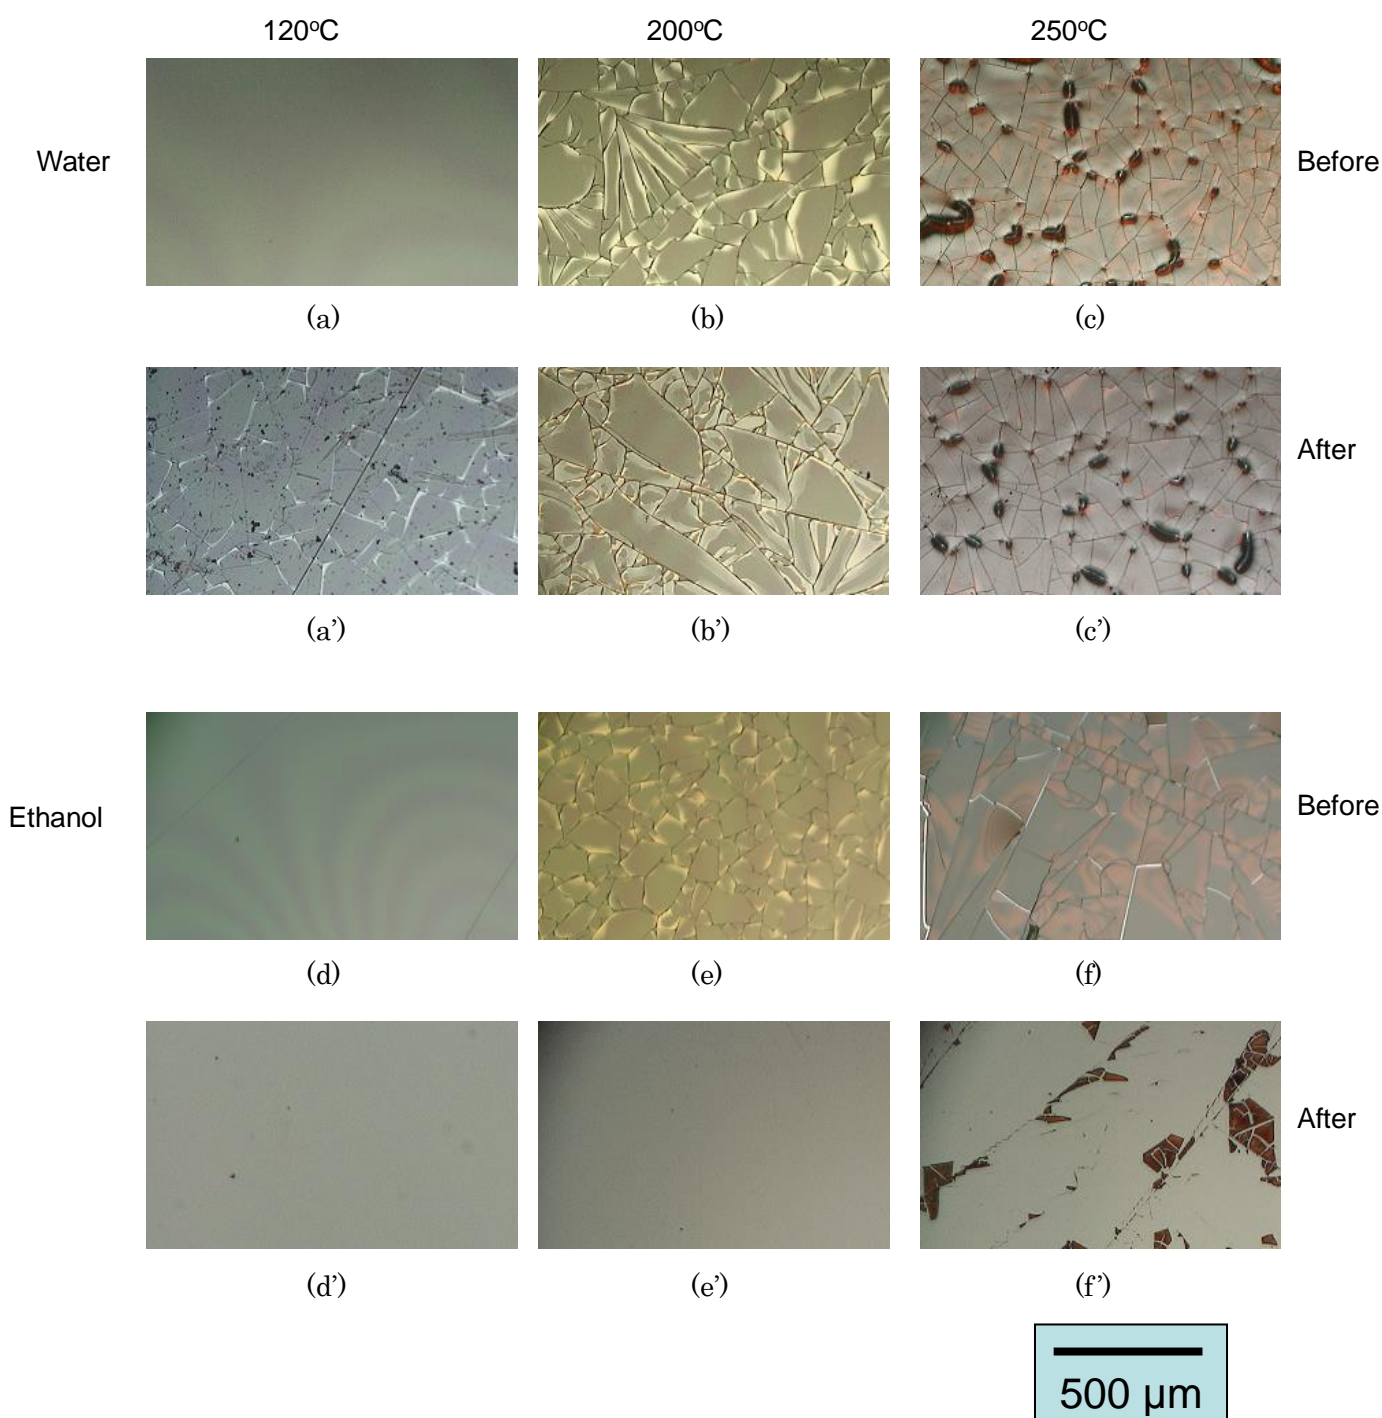 120°C 200°C 250°C
Water Before
(a) (b) (c)
After
(a’) (b’) (c’)
Ethanol Before
(d) (e) (f)
After
(d’) (e’) (f’)
500 μm